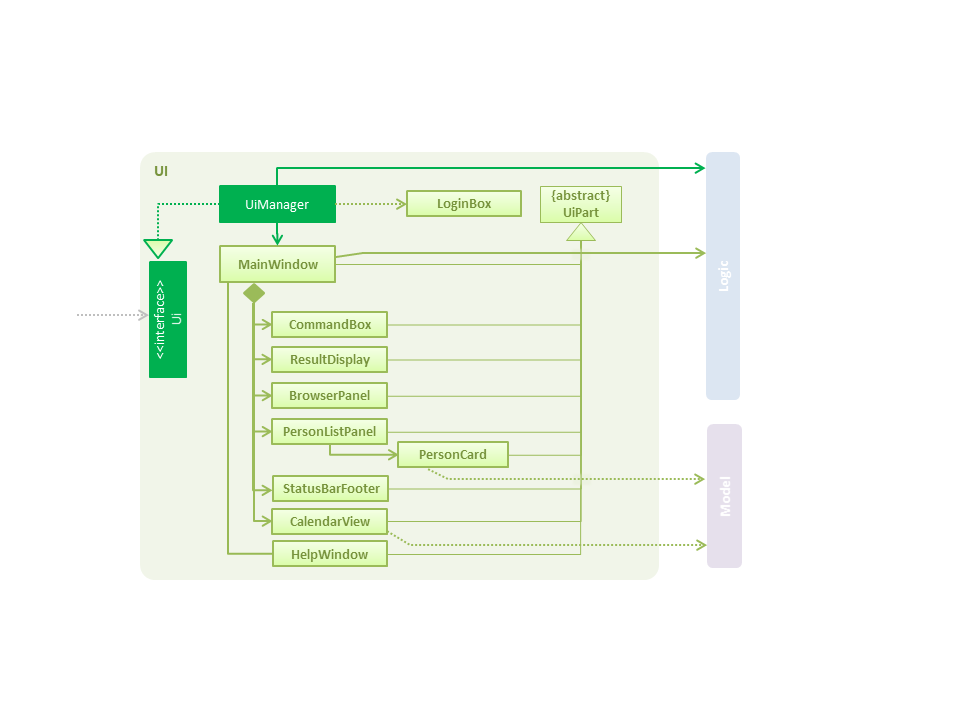 UI
UiManager
LoginBox
{abstract}
UiPart
MainWindow
<<interface>>
Ui
Logic
CommandBox
ResultDisplay
BrowserPanel
PersonListPanel
PersonCard
StatusBarFooter
CalendarView
HelpWindow
Model